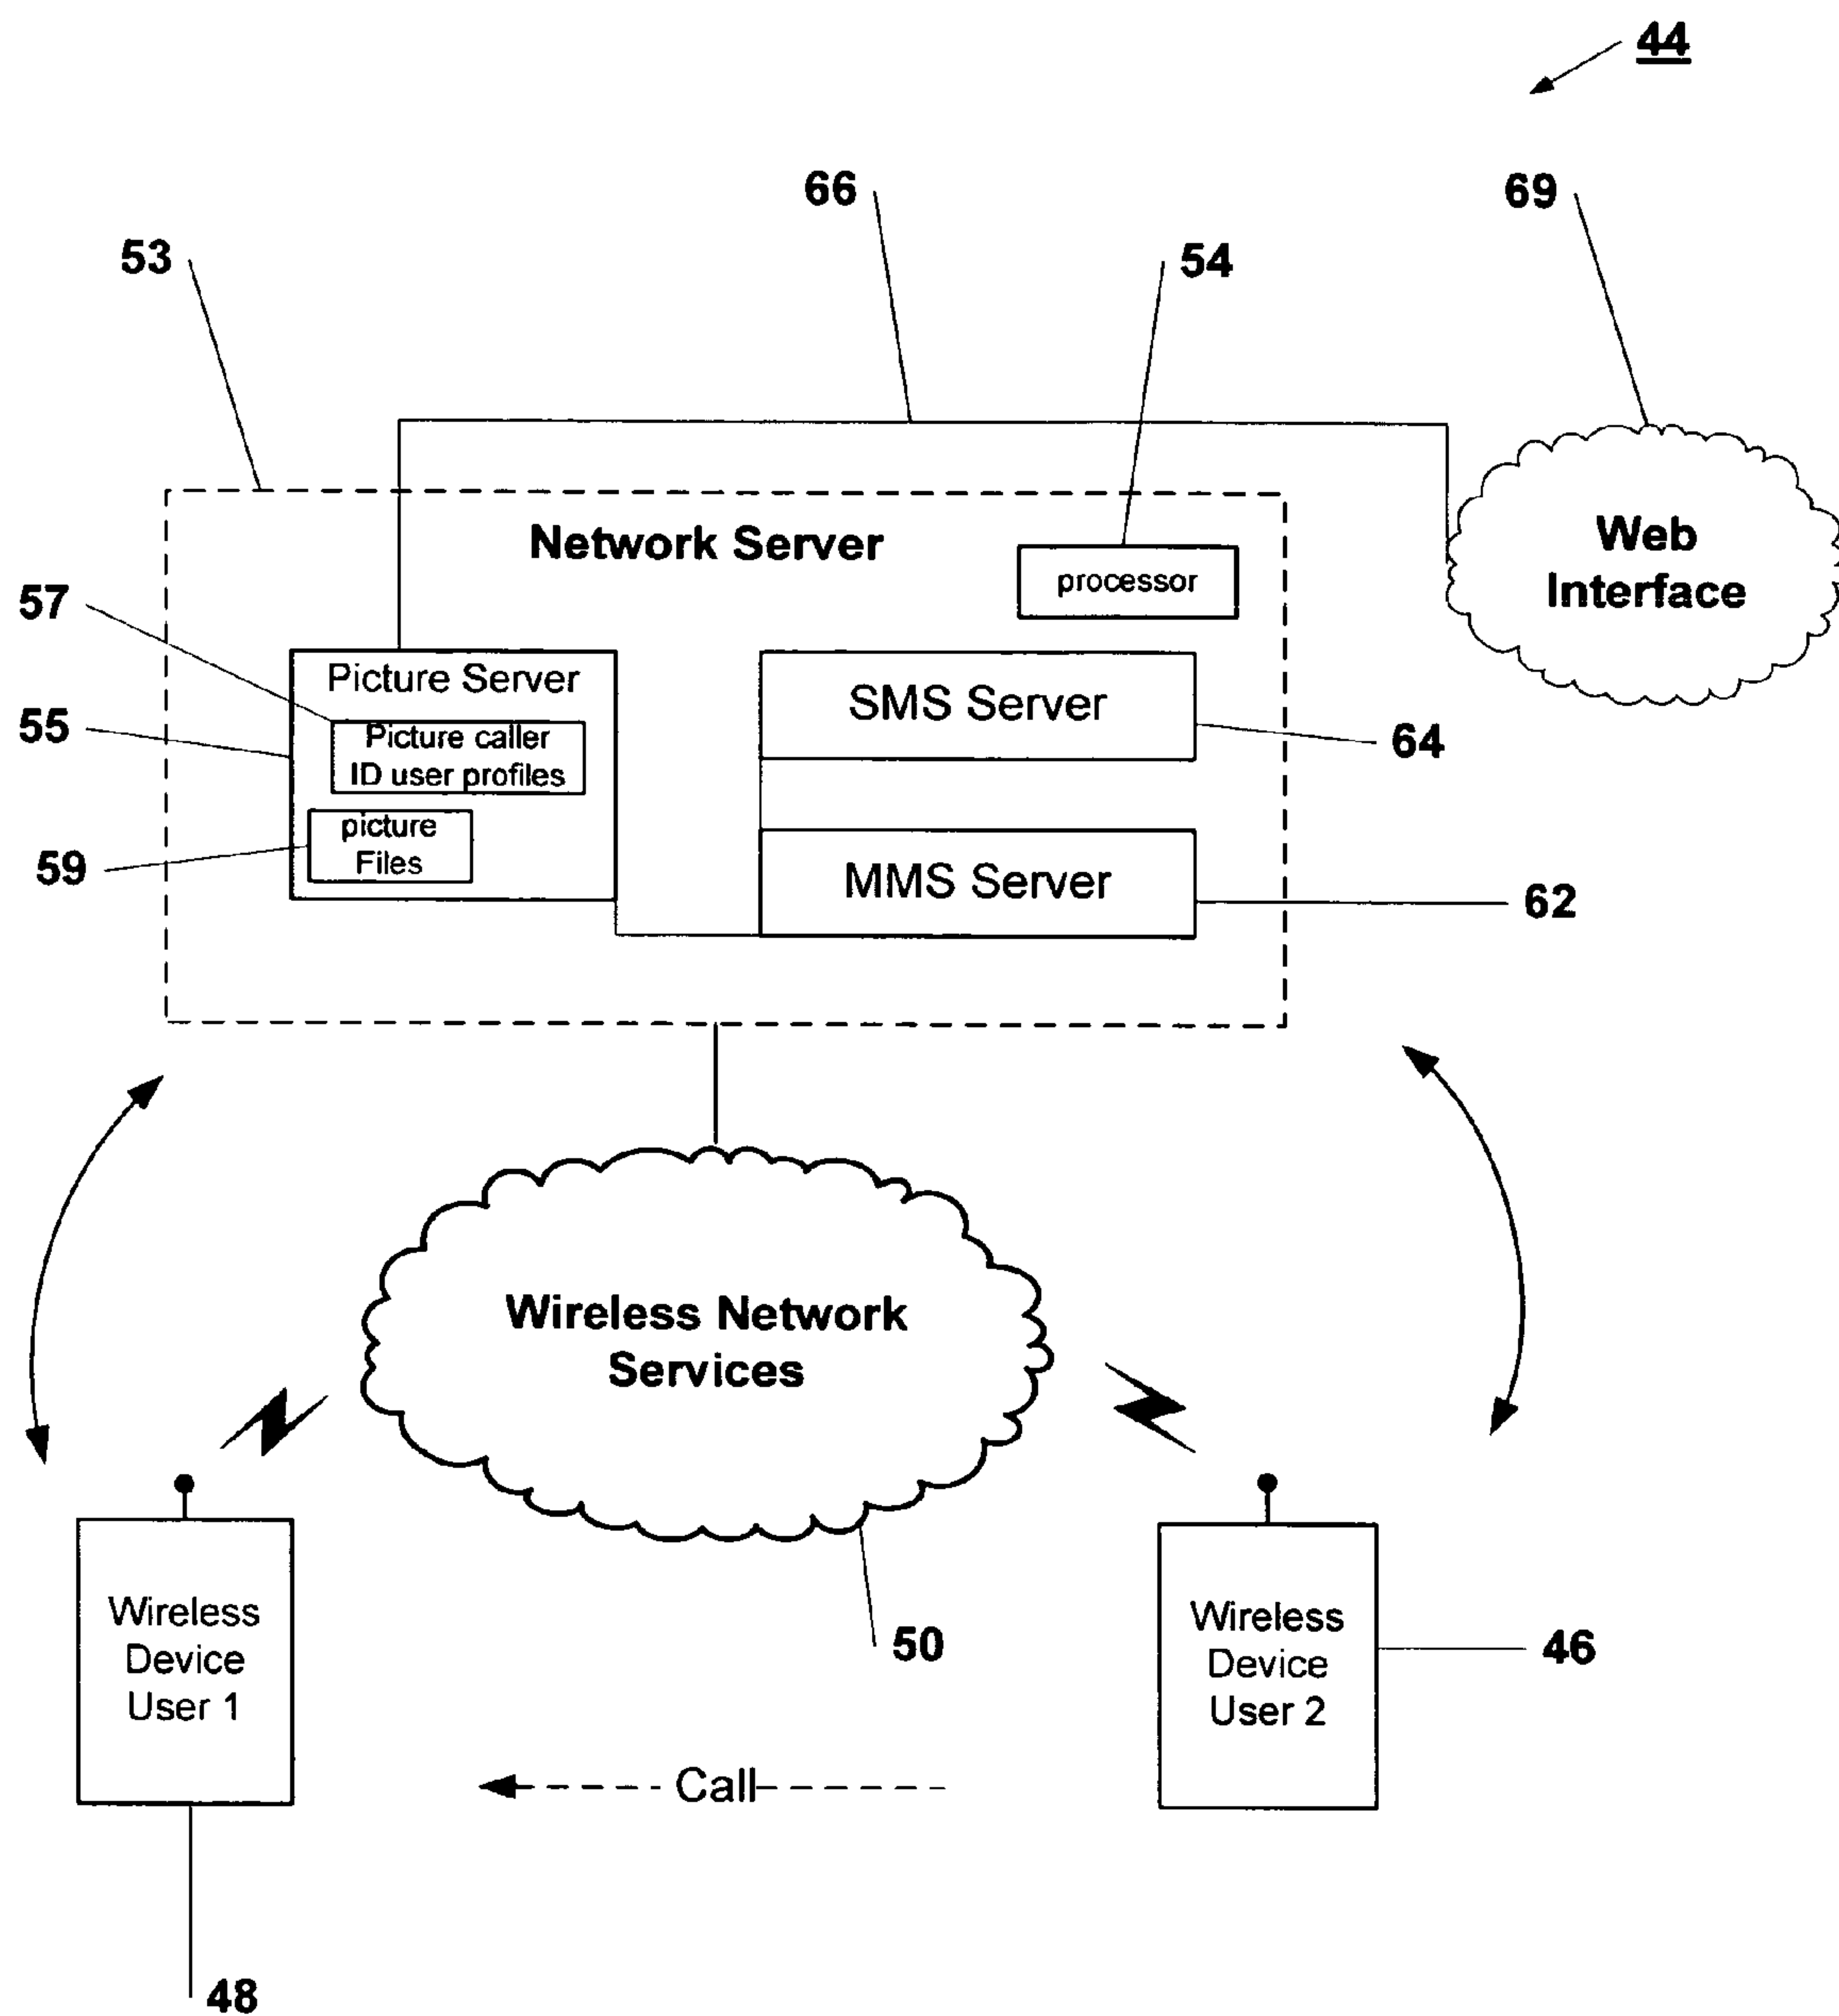 44
66
69
53
54
Network Server
processor
Web
Interface
57
Picture Server
55
Picture caller
ID user profiles
SMS Server
64
picture
Files
59
MMS Server
62
Wireless Network
Services
Wireless
Device
User 1
50
Wireless
Device
User 2
46
Call
48